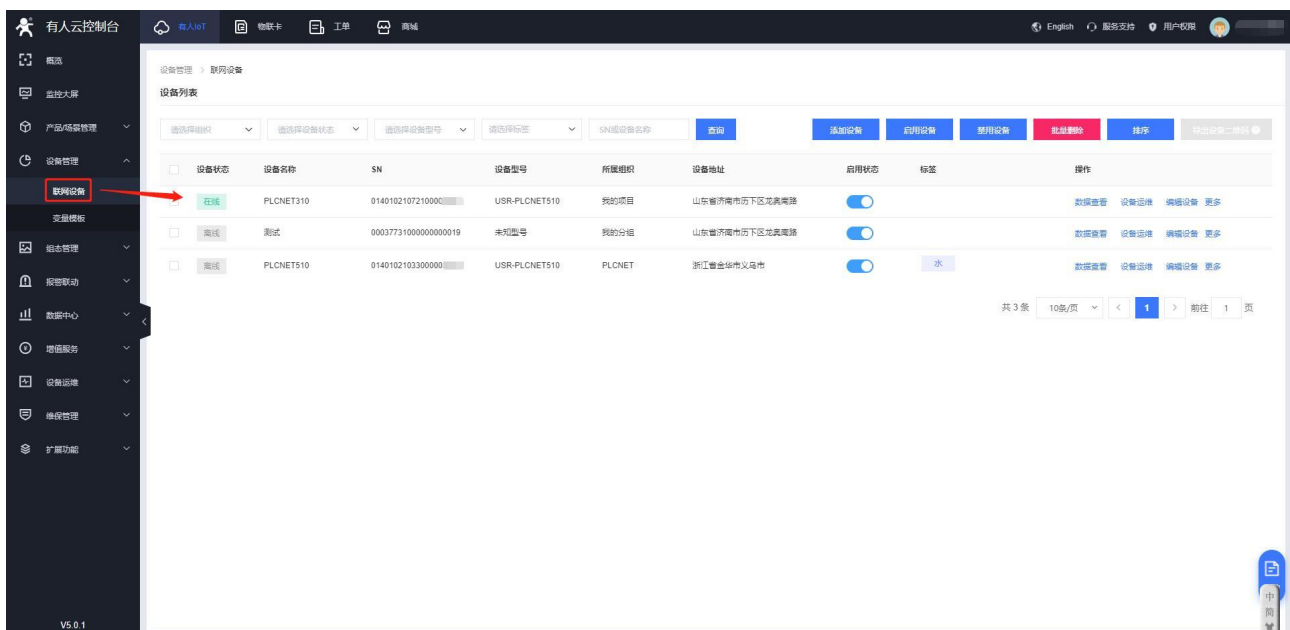 有人云控制台
有人IoT 物联卡 工单 商城 English 服务支持 用户权限
概览
监控大屏
产品/场景管理
设备管理
联网设备
变量模板
组态管理
报警联动
数据中心
增值服务
设备运维
维保管理
扩展功能
V5.0.1
设备管理 > 联网设备
设备列表
请选择组织 请选择设备状态 请选择设备型号 请选择标签 SN或设备名称 查询 添加设备 启用设备 禁用设备 批量删除 排序 导出设备二维码
设备状态 设备名称 SN 设备型号 所属组织 设备地址 启用状态 标签 操作
在线 PLCNET310 0140102107210000 USR-PLCNET510 我的项目 山东省济南市历下区龙奥南路 数据查看 设备运维 编辑设备 更多
离线 测试 00037731000000000019 未知型号 我的分组 山东省济南市历下区龙奥南路 数据查看 设备运维 编辑设备 更多
离线 PLCNET510 0140102103300000 USR-PLCNET510 PLCNET 浙江省金华市义乌市 水 数据查看 设备运维 编辑设备 更多
共 3 条 10条/页 < 1 > 前往 1 页
中
简